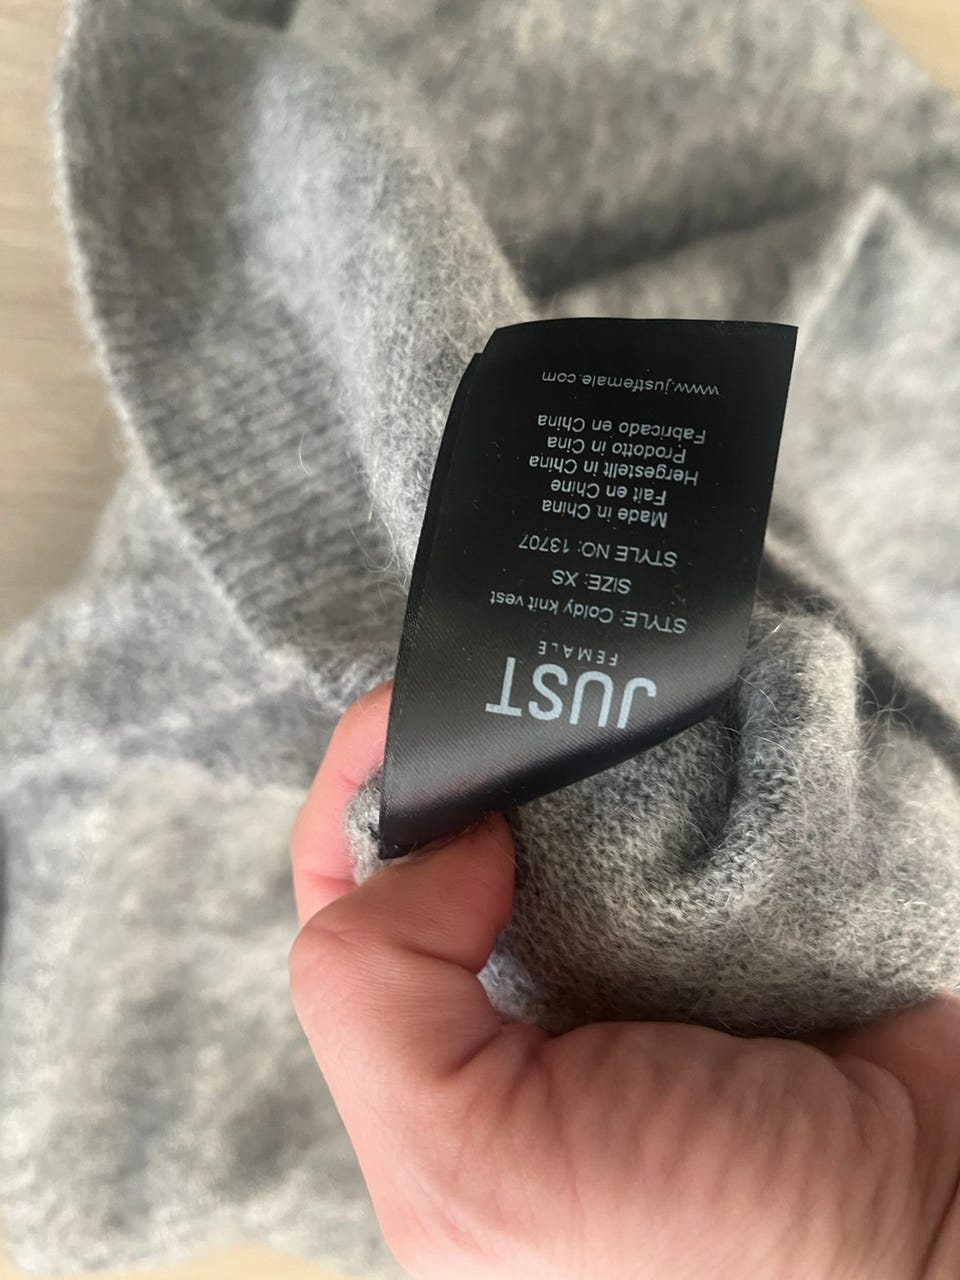 JUST
FEMALE
STYLE: Coldy knit vest
SIZE: XS
STYLE NO: 13707
Made in China
Fait en Chine
Hergestellt in China
Prodotto in Cina
Fabricado en China
www.justfemale.com